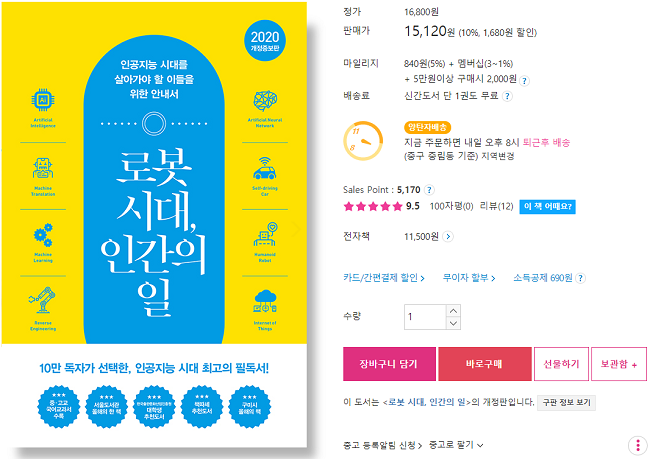 2020
개정증보판
인공지능 시대를
살아가야 할 이들을
위한 안내서
Artificial
Intelligence
Artificial Neural
Network
Machine
Translation
Self-driving
Car
Machine
Learning
Humanoid
Robot
Reverse
Engineering
Internet of
Things
로봇
시대,
인간의
일
10만 독자가 선택한, 인공지능 시대 최고의 필독서!
중·고교
국어교과서
수록
서울도서관
올해의 한 책
대학생
추천도서
책따세
추천도서
구미시
올해의 책
정가 16,800원
판매가 15,120원 (10%, 1,680원 할인)
마일리지 840원(5%) + 멤버십(3~1%)
+ 5만원이상 구매시 2,000원 ?
배송료 신간도서 단 1권도 무료 ?
11
8
양탄자배송
지금 주문하면 내일 오후 8시 퇴근후 배송
(중구 중림동 기준) 지역변경
Sales Point : 5,170 ?
9.5 100자평(0) 리뷰(12) 이 책 어때요?
전자책 11,500원
카드/간편결제 할인 무이자 할부 소득공제 690원 ?
수량 1
장바구니 담기 바로구매 선물하기 보관함 +
이 도서는 <로봇 시대, 인간의 일>의 개정판입니다. 구판 정보 보기
중고 등록알림 신청 중고로 팔기